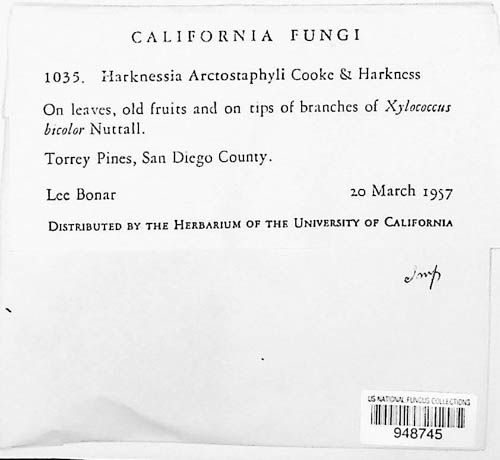 CALIFORNIA FUNGI
1035. Harknessia Arctostaphyli Cooke & Harkness
On leaves, old fruits and on tips of branches of Xylococcus
bicolor Nuttall.
Torrey Pines, San Diego County.
Lee Bonar 20 March 1957
DISTRIBUTED BY THE HERBARIUM OF THE UNIVERSITY OF CALIFORNIA
US NATIONAL FUNGUS COLLECTIONS
948745